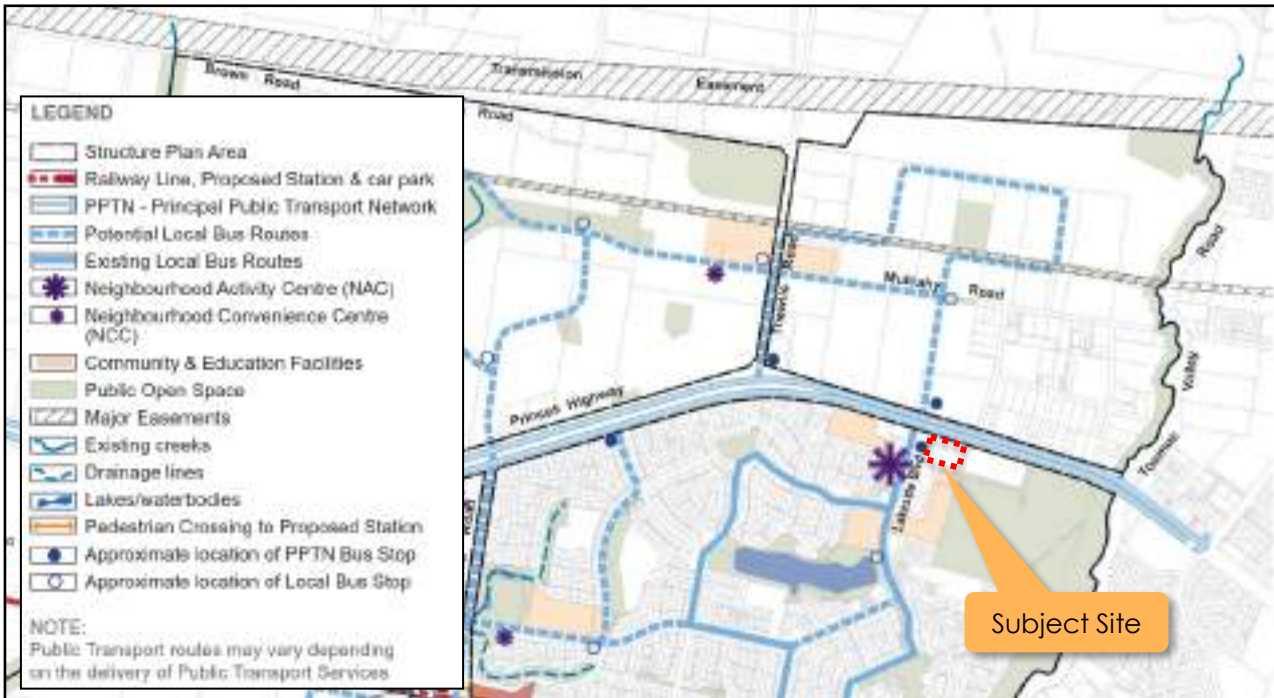 Brown Road
Transmission
Easement
Road
LEGEND
Structure Plan Area
Railway Line, Proposed Station & car park
PPTN - Principal Public Transport Network
Potential Local Bus Routes
Existing Local Bus Routes
Neighbourhood Activity Centre (NAC)
Neighbourhood Convenience Centre
(NCC)
Community & Education Facilities
Public Open Space
Major Easements
Existing creeks
Drainage lines
Lakes/waterbodies
Pedestrian Crossing to Proposed Station
Approximate location of PPTN Bus Stop
Approximate location of Local Bus Stop
NOTE:
Public Transport routes may vary depending
on the delivery of Public Transport Services
Road
Mulcahy Road
Road
Princes Highway
Valley
Lakeside Blvd
Road
Subject Site